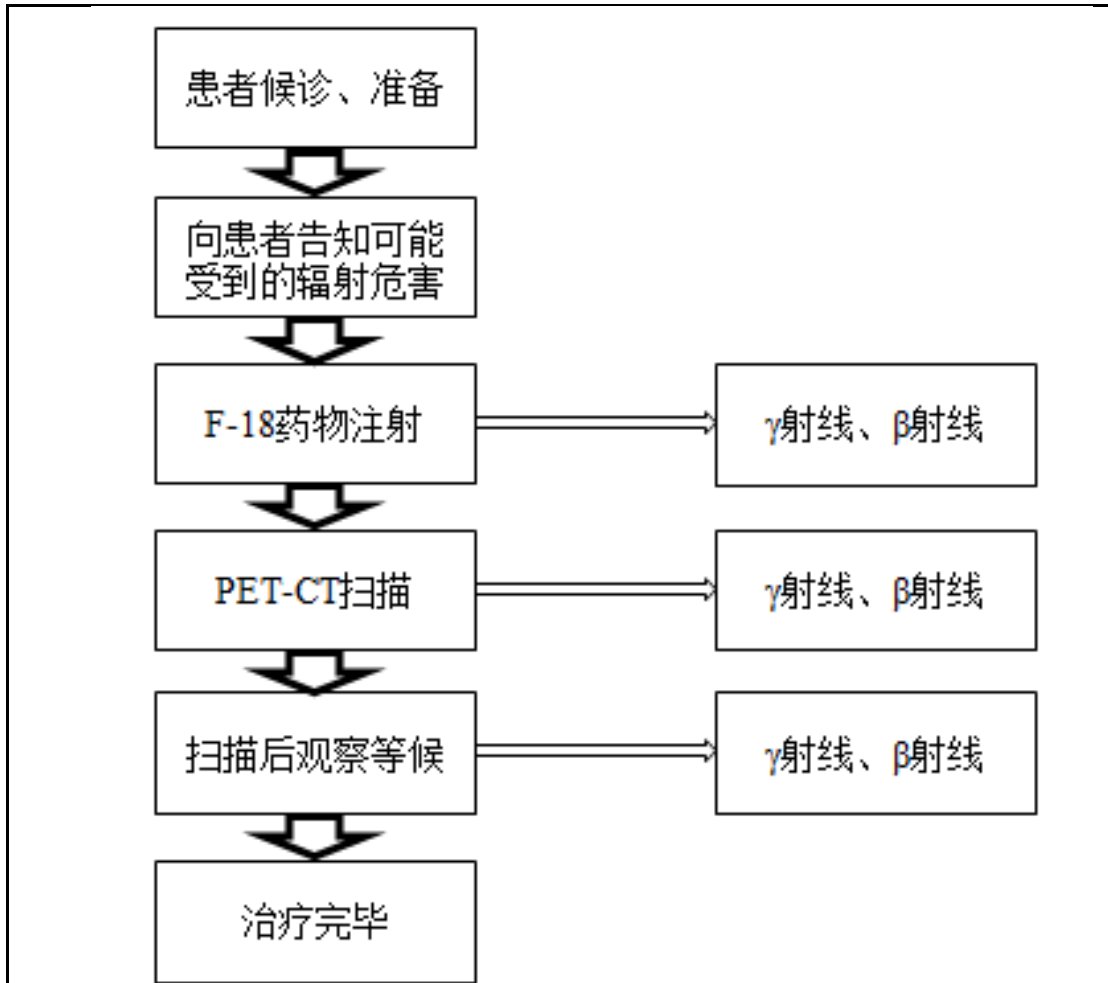 患者候诊、准备
向患者告知可能
受到的辐射危害
F-18药物注射
γ射线、β射线
PET-CT扫描
γ射线、β射线
扫描后观察等候
γ射线、β射线
治疗完毕